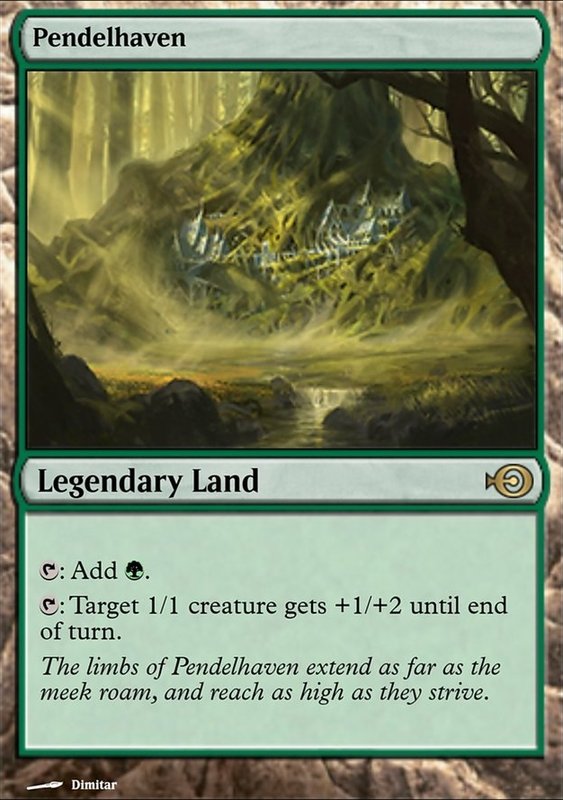 Pendelhaven
Legendary Land
: Add .
: Target 1/1 creature gets +1/+2 until end
of turn.
The limbs of Pendelhaven extend as far as the
meek roam, and reach as high as they strive.
Dimitar